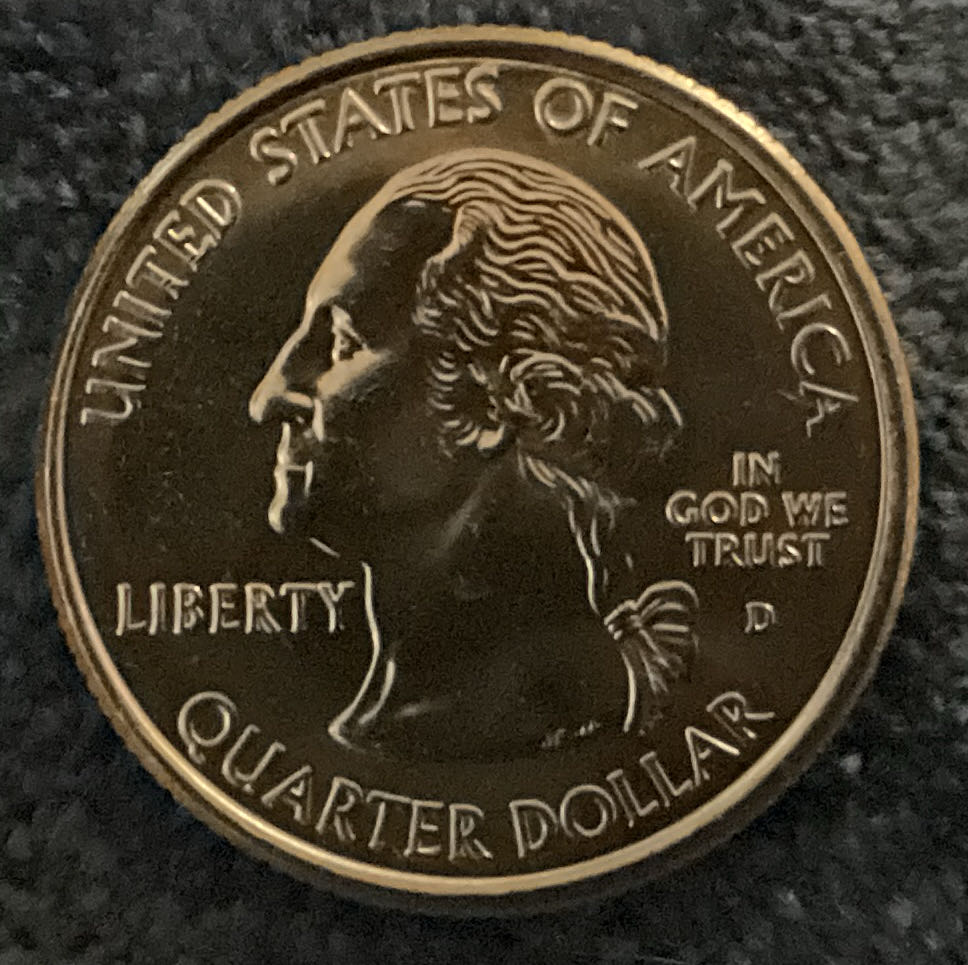 UNITED STATES OF AMERICA
LIBERTY
IN
GOD WE
TRUST
D
QUARTER DOLLAR